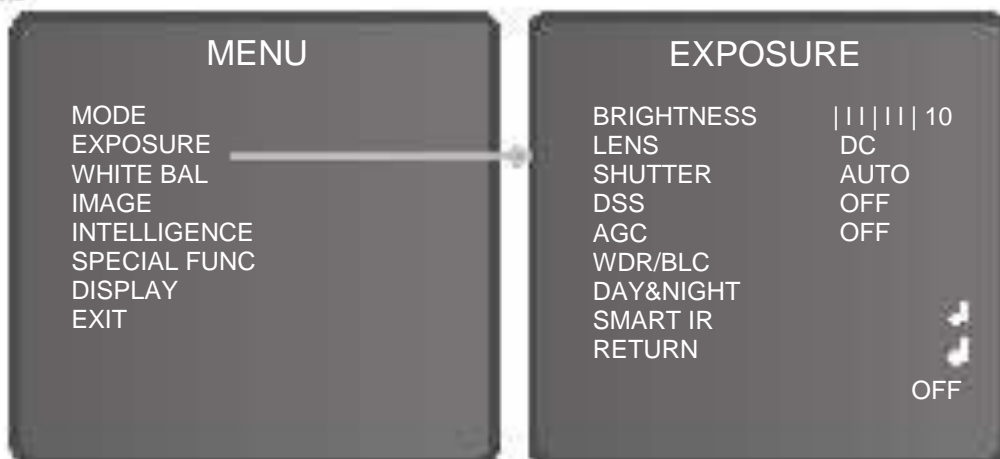 MENU
MODE
EXPOSURE
WHITE BAL
IMAGE
INTELLIGENCE
SPECIAL FUNC
DISPLAY
EXIT
EXPOSURE
BRIGHTNESS | I I | I I | 10
LENS DC
SHUTTER AUTO
DSS OFF
AGC OFF
WDR/BLC
DAY&NIGHT
SMART IR ↲
RETURN ↲
OFF